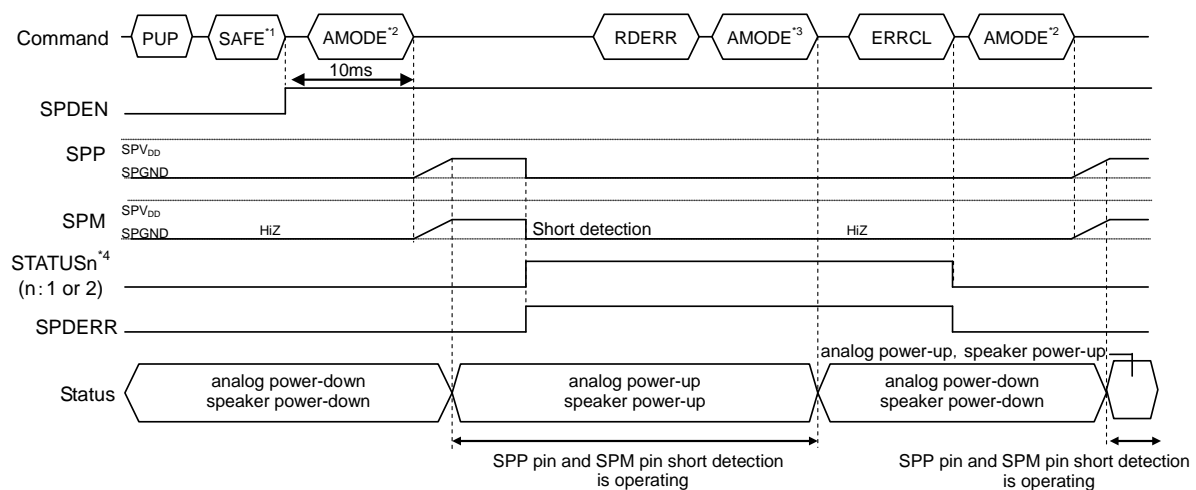 Command PUP SAFE*1 AMODE*2 RDERR AMODE*3 ERRCL AMODE*2
10ms
SPDEN
SPVDD
SPP
SPGND
SPVDD
SPM
SPGND HiZ Short detection HiZ
STATUSn*4
(n:1 or 2)
SPDERR
analog power-up, speaker power-up
Status
analog power-down
speaker power-down
analog power-up
speaker power-up
analog power-down
speaker power-down
SPP pin and SPM pin short detection
is operating
SPP pin and SPM pin short detection
is operating